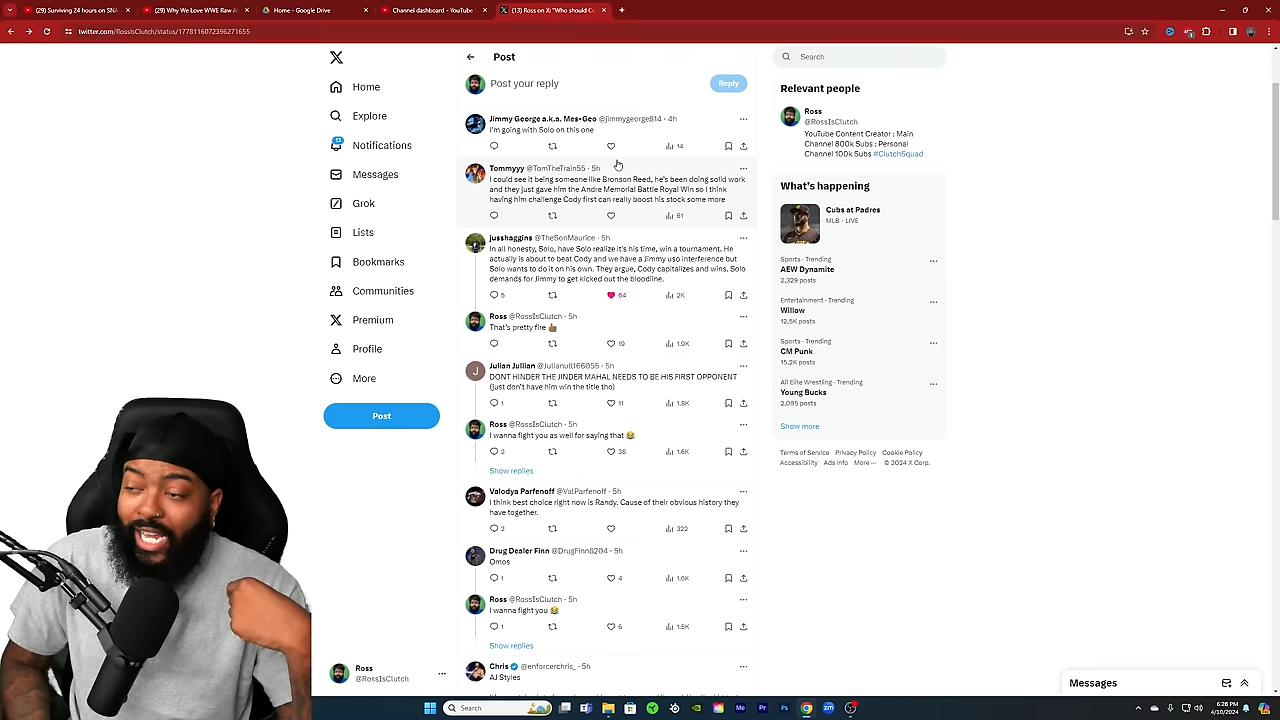 (29) Surviving 24 hours on SNA
(29) Why We Love WWE Raw A
Home - Google Drive
Channel dashboard - YouTube
(13) Ross on X: "Who should Co
twitter.com/RossIsClutch/status/1778116072396271655
Home
Explore
Notifications
Messages
Grok
Lists
Bookmarks
Communities
Premium
Profile
More
Post
Ross
@RossIsClutch
Post
Post your reply
Reply
Jimmy George a.k.a. Mes-Geo @jimmygeorge814 · 4h
I'm going with Solo on this one
14
Tommyyy @TomTheTrain55 · 5h
I could see it being someone like Bronson Reed, he's been doing solid work
and they just gave him the Andre Memorial Battle Royal Win so I think
having him challenge Cody first can really boost his stock some more
61
jusshaggins @TheSonMaurice · 5h
In all honesty, Solo, have Solo realize it's his time, win a tournament. He
actually is about to beat Cody and we have a Jimmy uso interference but
Solo wants to do it on his own. They argue, Cody capitalizes and wins. Solo
demands for Jimmy to get kicked out the bloodline.
5 64 2K
Ross @RossIsClutch · 5h
That's pretty fire 👍🏾
19 1.9K
Julian Jullian @Julianull66055 · 5h
DONT HINDER THE JINDER MAHAL NEEDS TO BE HIS FIRST OPPONENT
(just don't have him win the title tho)
1 11 1.8K
Ross @RossIsClutch · 5h
I wanna fight you as well for saying that 😂
2 38 1.6K
Show replies
Valodya Parfenoff @ValParfenoff · 5h
I think best choice right now is Randy. Cause of their obvious history they
have together.
2 322
Drug Dealer Finn @DrugFinn8204 · 5h
Omos
1 4 1.6K
Ross @RossIsClutch · 5h
I wanna fight you 😂
1 6 1.5K
Show replies
Chris @enforcerchris_ · 5h
AJ Styles
Search
Relevant people
Ross
@RossIsClutch
YouTube Content Creator ; Main
Channel 800k Subs ; Personal
Channel 100k Subs #ClutchSquad
What's happening
Cubs at Padres
MLB · LIVE
Sports · Trending
AEW Dynamite
2,329 posts
Entertainment · Trending
Willow
12.5K posts
Sports · Trending
CM Punk
15.2K posts
All Elite Wrestling · Trending
Young Bucks
2,095 posts
Show more
Terms of Service Privacy Policy Cookie Policy
Accessibility Ads info More ··· © 2024 X Corp.
Messages
Search
6:28 PM
4/10/2024